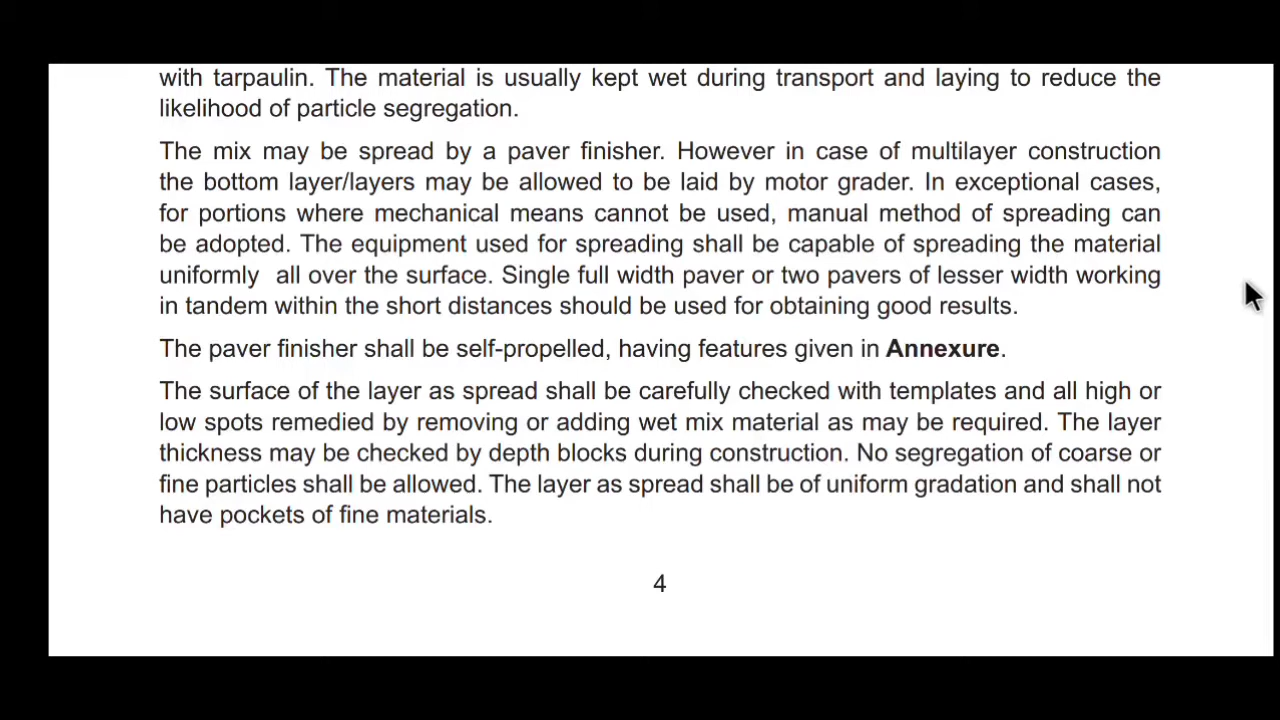 with tarpaulin. The material is usually kept wet during transport and laying to reduce the
likelihood of particle segregation.
The mix may be spread by a paver finisher. However in case of multilayer construction
the bottom layer/layers may be allowed to be laid by motor grader. In exceptional cases,
for portions where mechanical means cannot be used, manual method of spreading can
be adopted. The equipment used for spreading shall be capable of spreading the material
uniformly  all over the surface. Single full width paver or two pavers of lesser width working
in tandem within the short distances should be used for obtaining good results.
The paver finisher shall be self-propelled, having features given in Annexure.
The surface of the layer as spread shall be carefully checked with templates and all high or
low spots remedied by removing or adding wet mix material as may be required. The layer
thickness may be checked by depth blocks during construction. No segregation of coarse or
fine particles shall be allowed. The layer as spread shall be of uniform gradation and shall not
have pockets of fine materials.
4